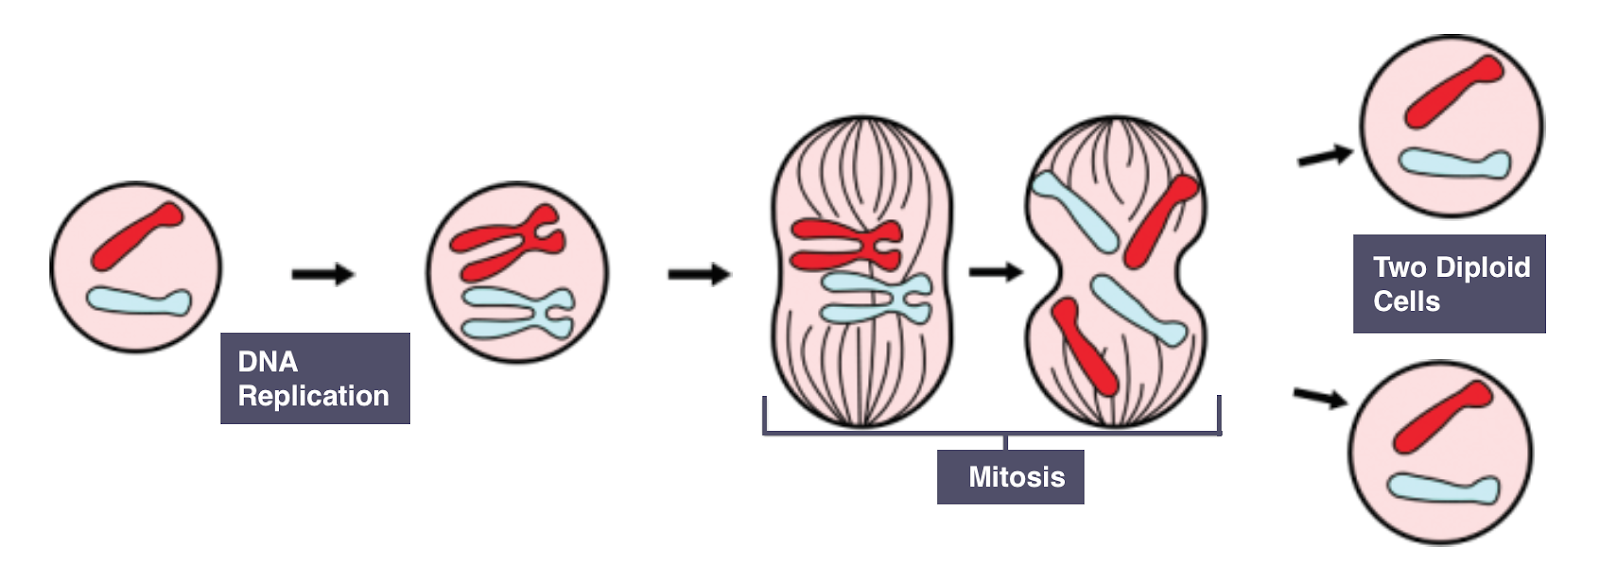 DNA
Replication
Mitosis
Two Diploid
Cells